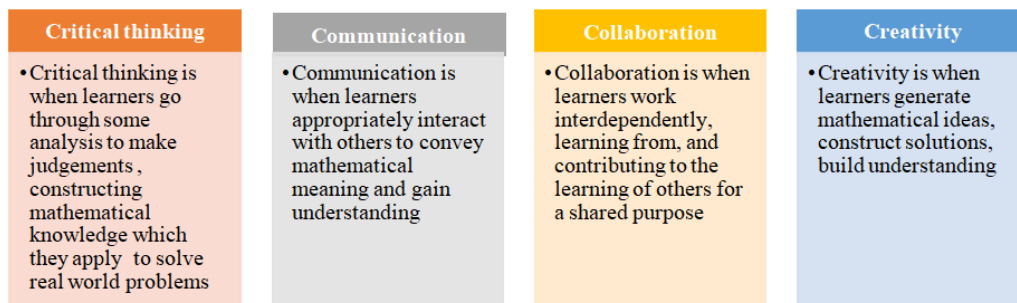 Critical thinking
• Critical thinking is
when learners go
through some
analysis to make
judgements ,
constructing
mathematical
knowledge which
they apply to solve
real world problems
Communication
• Communication is
when learners
appropriately interact
with others to convey
mathematical
meaning and gain
understanding
Collaboration
• Collaboration is when
learners work
interdependently,
learning from, and
contributing to the
learning of others for
a shared purpose
Creativity
• Creativity is when
learners generate
mathematical ideas,
construct solutions,
build understanding